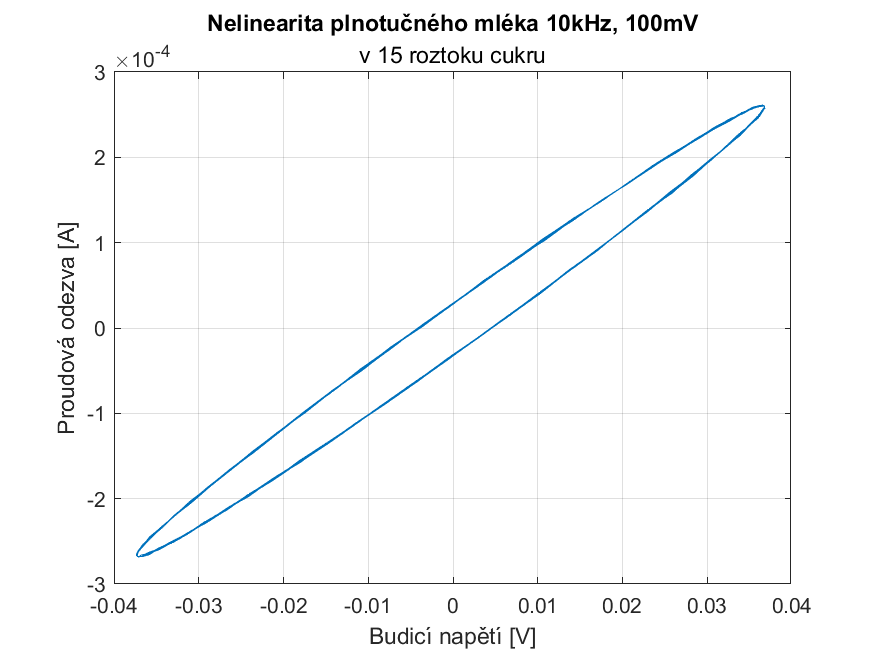 Nelinearita plnotučného mléka 10kHz, 100mV
v 15 roztoku cukru
×10-4
3
2
1
0
-1
-2
-3
Proudová odezva [A]
-0.04 -0.03 -0.02 -0.01 0 0.01 0.02 0.03 0.04
Budicí napětí [V]